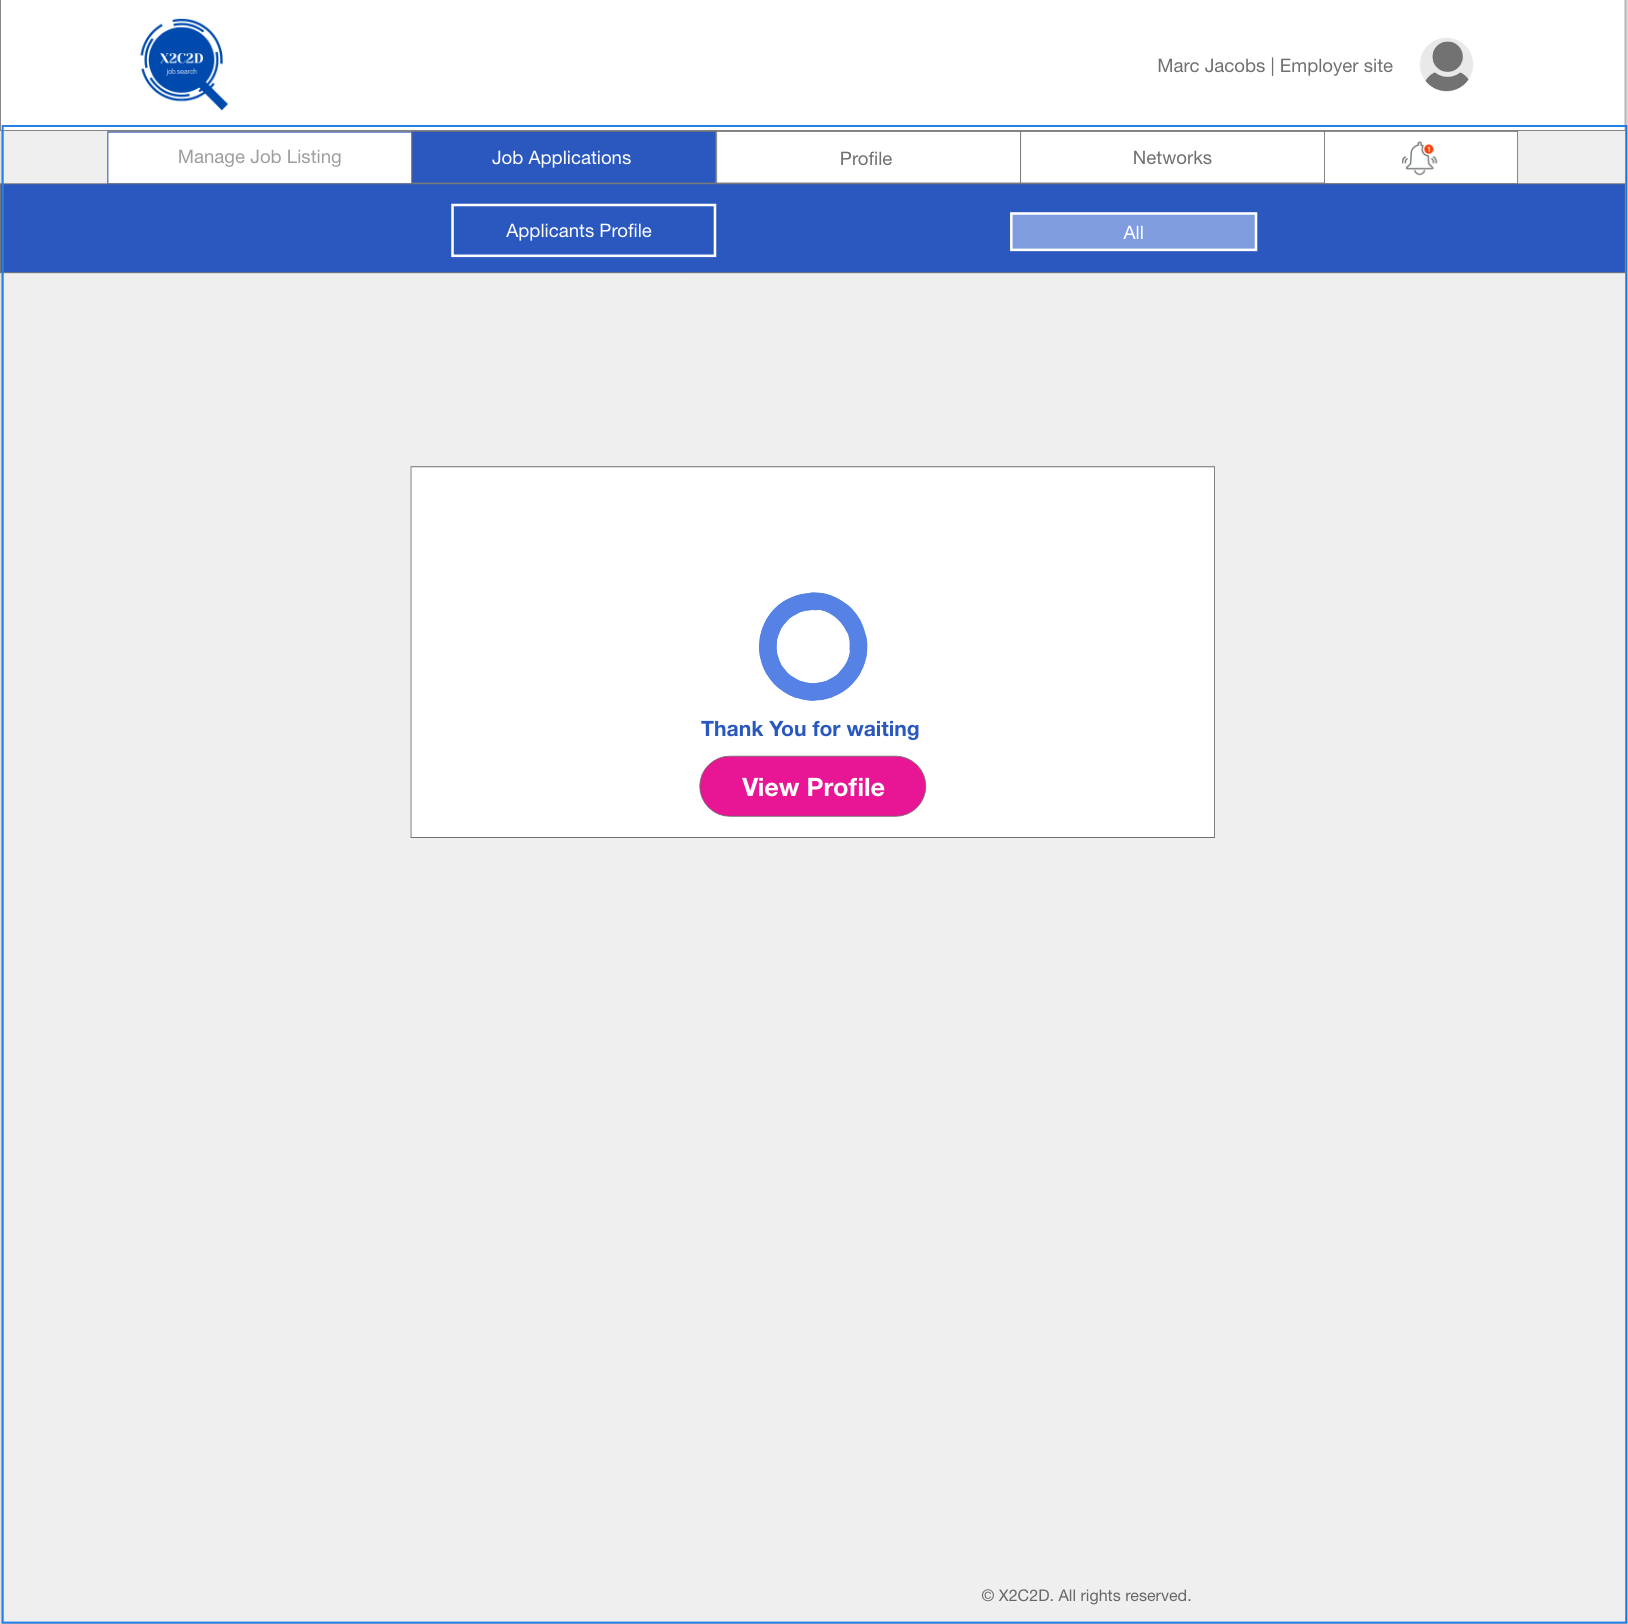 X2C2D
job search
Marc Jacobs | Employer site
Manage Job Listing
Job Applications
Profile
Networks
Applicants Profile
All
Thank You for waiting
View Profile
© X2C2D. All rights reserved.